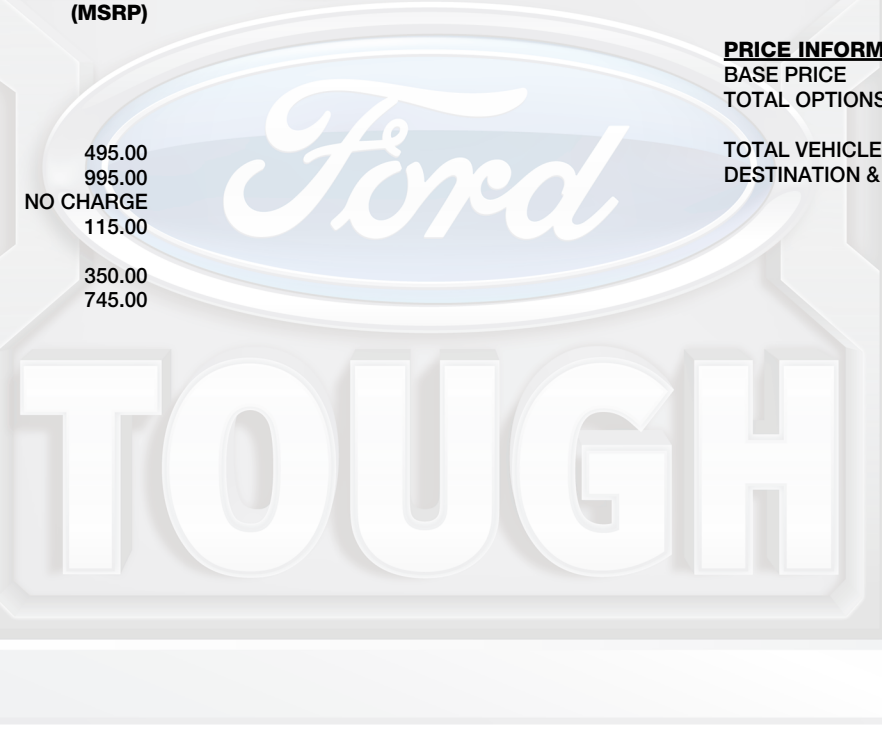 (MSRP)
495.00
995.00
NO CHARGE
115.00
350.00
745.00
PRICE INFORM
BASE PRICE
TOTAL OPTIONS
TOTAL VEHICLE
DESTINATION &
Ford
TOUGH